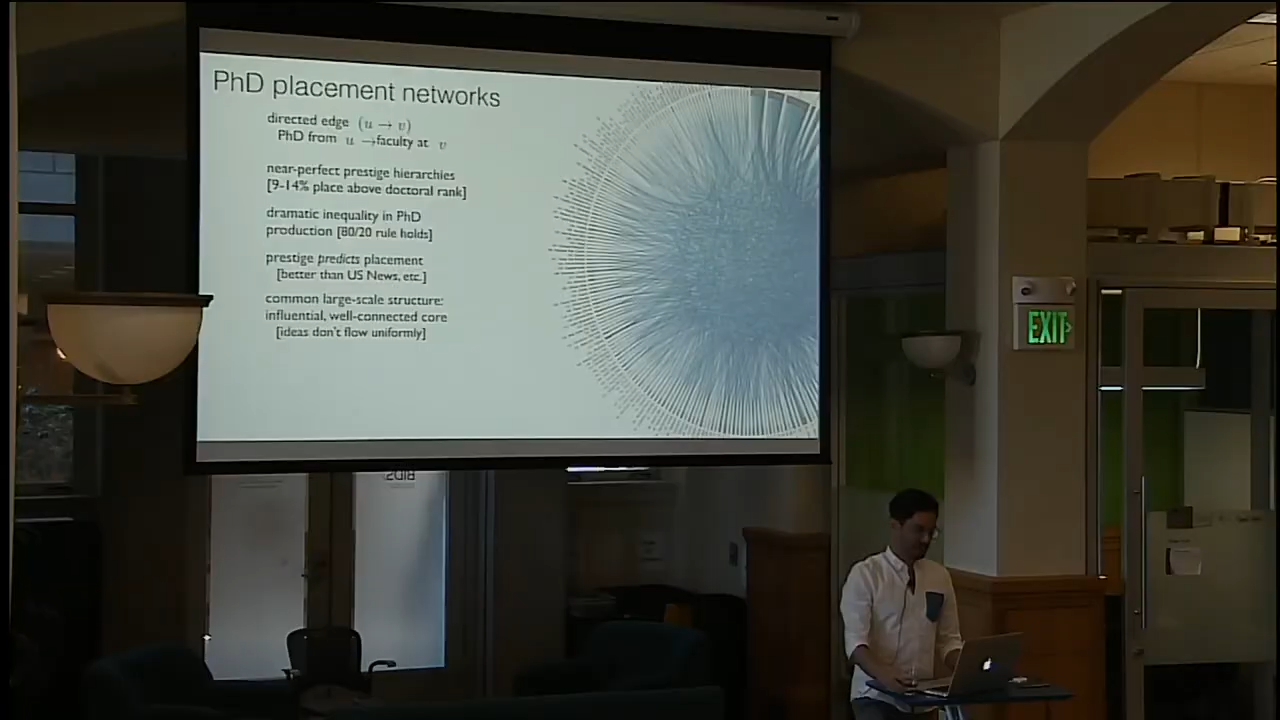 PhD placement networks
directed edge (u → v)
PhD from u →faculty at v
near-perfect prestige hierarchies
[9-14% place above doctoral rank]
dramatic inequality in PhD
production [80/20 rule holds]
prestige predicts placement
[better than US News, etc.]
common large-scale structure:
influential, well-connected core
[ideas don't flow uniformly]
EXIT
BIDS